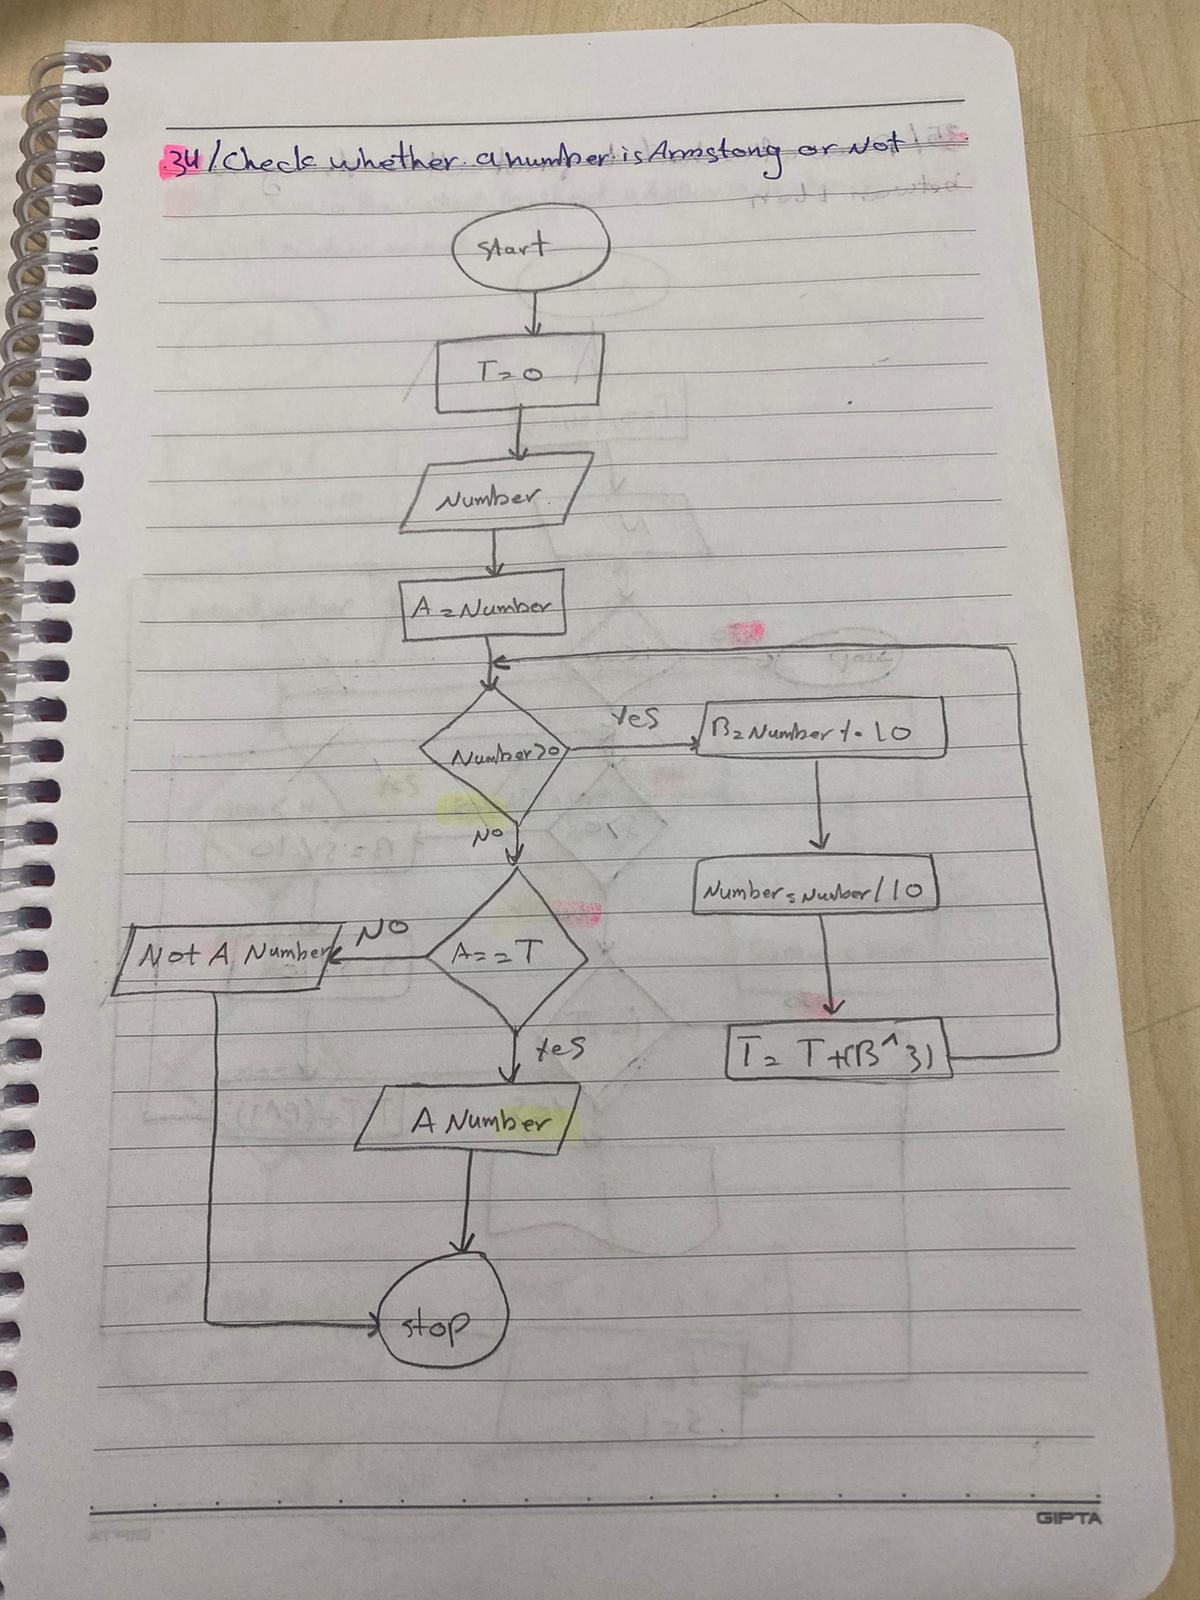 34/Check whether a number is Armstong or Not
start
T=0
Number
A=Number
Number>0
Yes
B=Number % 10
No
Number=Number/10
A==T
No
Not A Number
T=T+(B^3)
Yes
A Number
stop
GIPTA